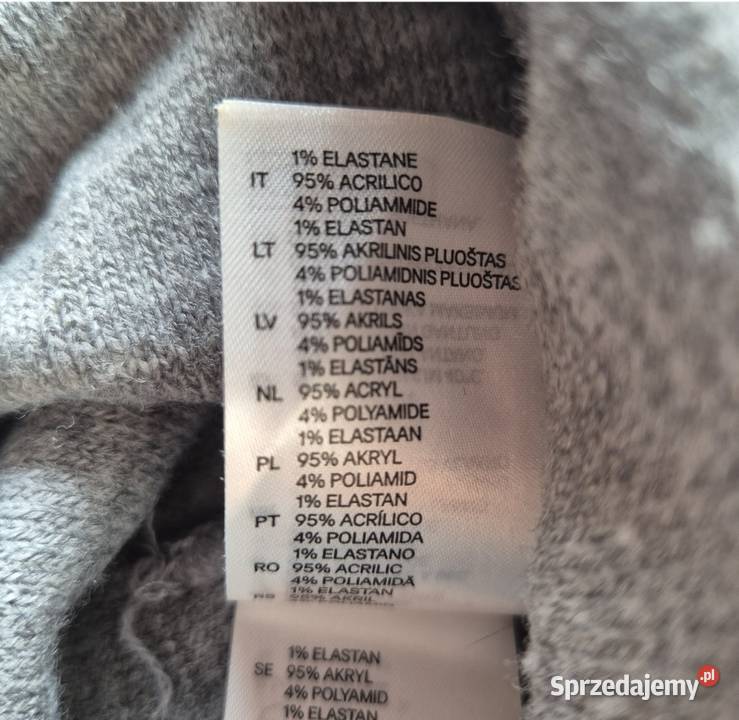 1% ELASTANE
IT 95% ACRILICO
4% POLIAMMIDE
1% ELASTAN
LT 95% AKRILINIS PLUOŠTAS
4% POLIAMIDNIS PLUOŠTAS
1% ELASTANAS
LV 95% AKRILS
4% POLIAMĪDS
1% ELASTĀNS
NL 95% ACRYL
4% POLYAMIDE
1% ELASTAAN
PL 95% AKRYL
4% POLIAMID
1% ELASTAN
PT 95% ACRÍLICO
4% POLIAMIDA
1% ELASTANO
RO 95% ACRILIC
4% POLIAMIDĂ
1% ELASTAN
RS 95% AKRIL
1% ELASTAN
SE 95% AKRYL
4% POLYAMID
1% ELASTAN
Sprzedajemy.pl